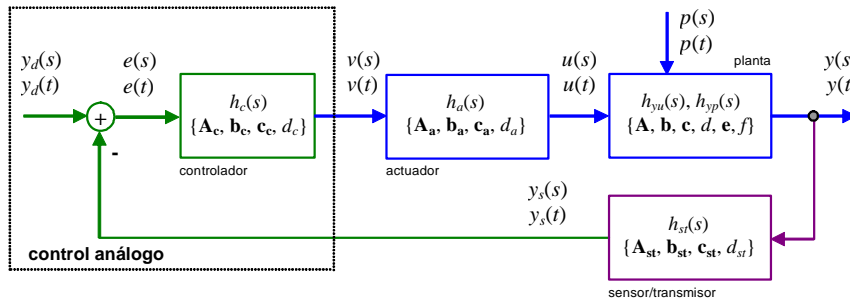 y_d(s)
y_d(t)
e(s)
e(t)
+
-
h_c(s)
{A_c, b_c, c_c, d_c}
controlador
control análogo
v(s)
v(t)
h_a(s)
{A_a, b_a, c_a, d_a}
actuador
u(s)
u(t)
p(s)
p(t)
planta
h_yu(s), h_yp(s)
{A, b, c, d, e, f}
y(s)
y(t)
y_s(s)
y_s(t)
h_st(s)
{A_st, b_st, c_st, d_st}
sensor/transmisor